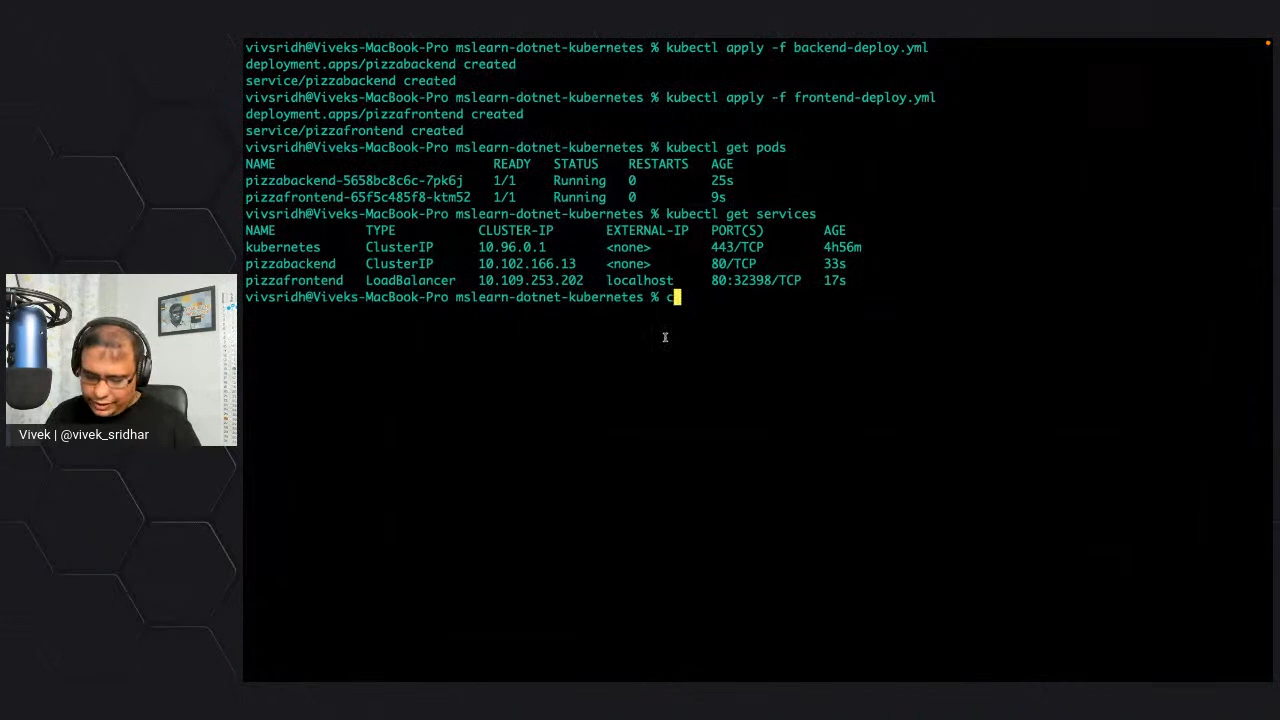 vivsridh@Viveks-MacBook-Pro mslearn-dotnet-kubernetes % kubectl apply -f backend-deploy.yml
deployment.apps/pizzabackend created
service/pizzabackend created
vivsridh@Viveks-MacBook-Pro mslearn-dotnet-kubernetes % kubectl apply -f frontend-deploy.yml
deployment.apps/pizzafrontend created
service/pizzafrontend created
vivsridh@Viveks-MacBook-Pro mslearn-dotnet-kubernetes % kubectl get pods
NAME READY STATUS RESTARTS AGE
pizzabackend-5658bc8c6c-7pk6j 1/1 Running 0 25s
pizzafrontend-65f5c485f8-ktm52 1/1 Running 0 9s
vivsridh@Viveks-MacBook-Pro mslearn-dotnet-kubernetes % kubectl get services
NAME TYPE CLUSTER-IP EXTERNAL-IP PORT(S) AGE
kubernetes ClusterIP 10.96.0.1 <none> 443/TCP 4h56m
pizzabackend ClusterIP 10.102.166.13 <none> 80/TCP 33s
pizzafrontend LoadBalancer 10.109.253.202 localhost 80:32398/TCP 17s
vivsridh@Viveks-MacBook-Pro mslearn-dotnet-kubernetes % c
Vivek | @vivek_sridhar